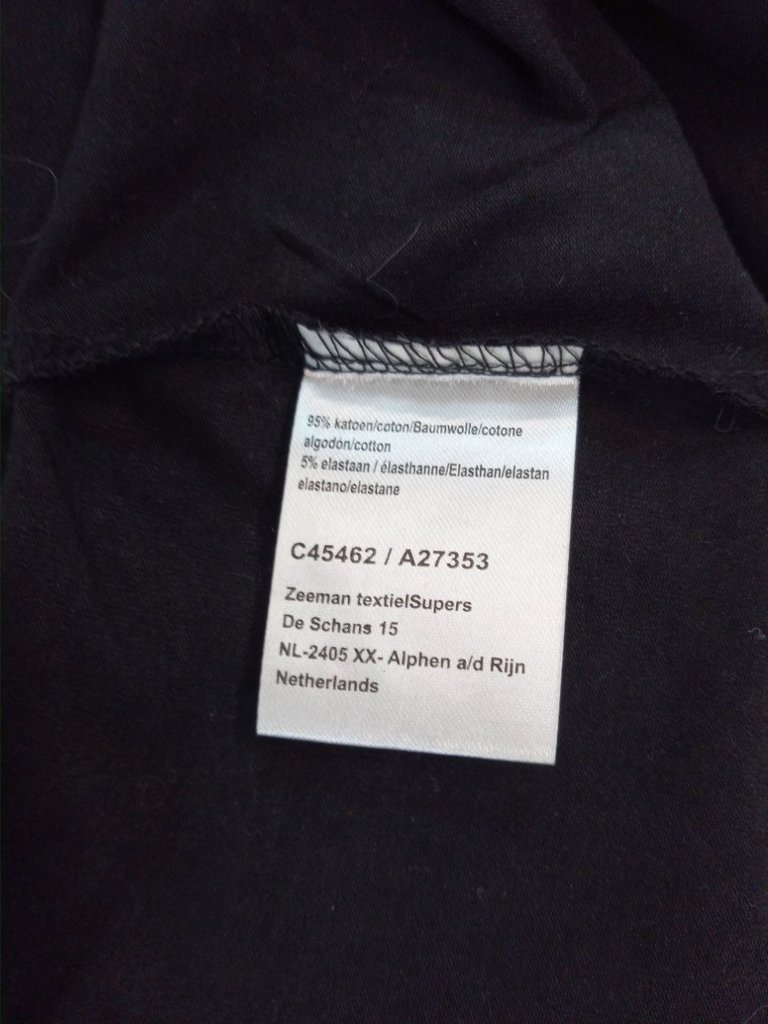 95% katoen/coton/Baumwolle/cotone
algodón/cotton
5% elastaan / élasthanne/Elasthan/elastan
elastano/elastane
C45462 / A27353
Zeeman textielSupers
De Schans 15
NL-2405 XX- Alphen a/d Rijn
Netherlands